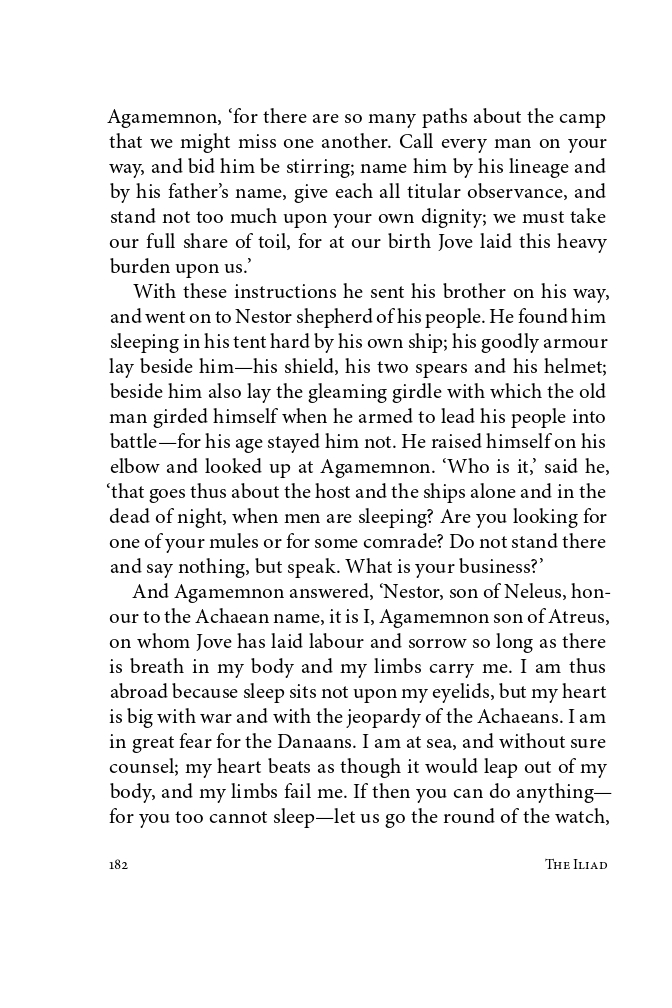 Agamemnon, ‘for there are so many paths about the camp
that we might miss one another. Call every man on your
way, and bid him be stirring; name him by his lineage and
by his father’s name, give each all titular observance, and
stand not too much upon your own dignity; we must take
our full share of toil, for at our birth Jove laid this heavy
burden upon us.’
With these instructions he sent his brother on his way,
and went on to Nestor shepherd of his people. He found him
sleeping in his tent hard by his own ship; his goodly armour
lay beside him—his shield, his two spears and his helmet;
beside him also lay the gleaming girdle with which the old
man girded himself when he armed to lead his people into
battle—for his age stayed him not. He raised himself on his
elbow and looked up at Agamemnon. ‘Who is it,’ said he,
‘that goes thus about the host and the ships alone and in the
dead of night, when men are sleeping? Are you looking for
one of your mules or for some comrade? Do not stand there
and say nothing, but speak. What is your business?’
And Agamemnon answered, ‘Nestor, son of Neleus, hon-
our to the Achaean name, it is I, Agamemnon son of Atreus,
on whom Jove has laid labour and sorrow so long as there
is breath in my body and my limbs carry me. I am thus
abroad because sleep sits not upon my eyelids, but my heart
is big with war and with the jeopardy of the Achaeans. I am
in great fear for the Danaans. I am at sea, and without sure
counsel; my heart beats as though it would leap out of my
body, and my limbs fail me. If then you can do anything—
for you too cannot sleep—let us go the round of the watch,
182 The Iliad